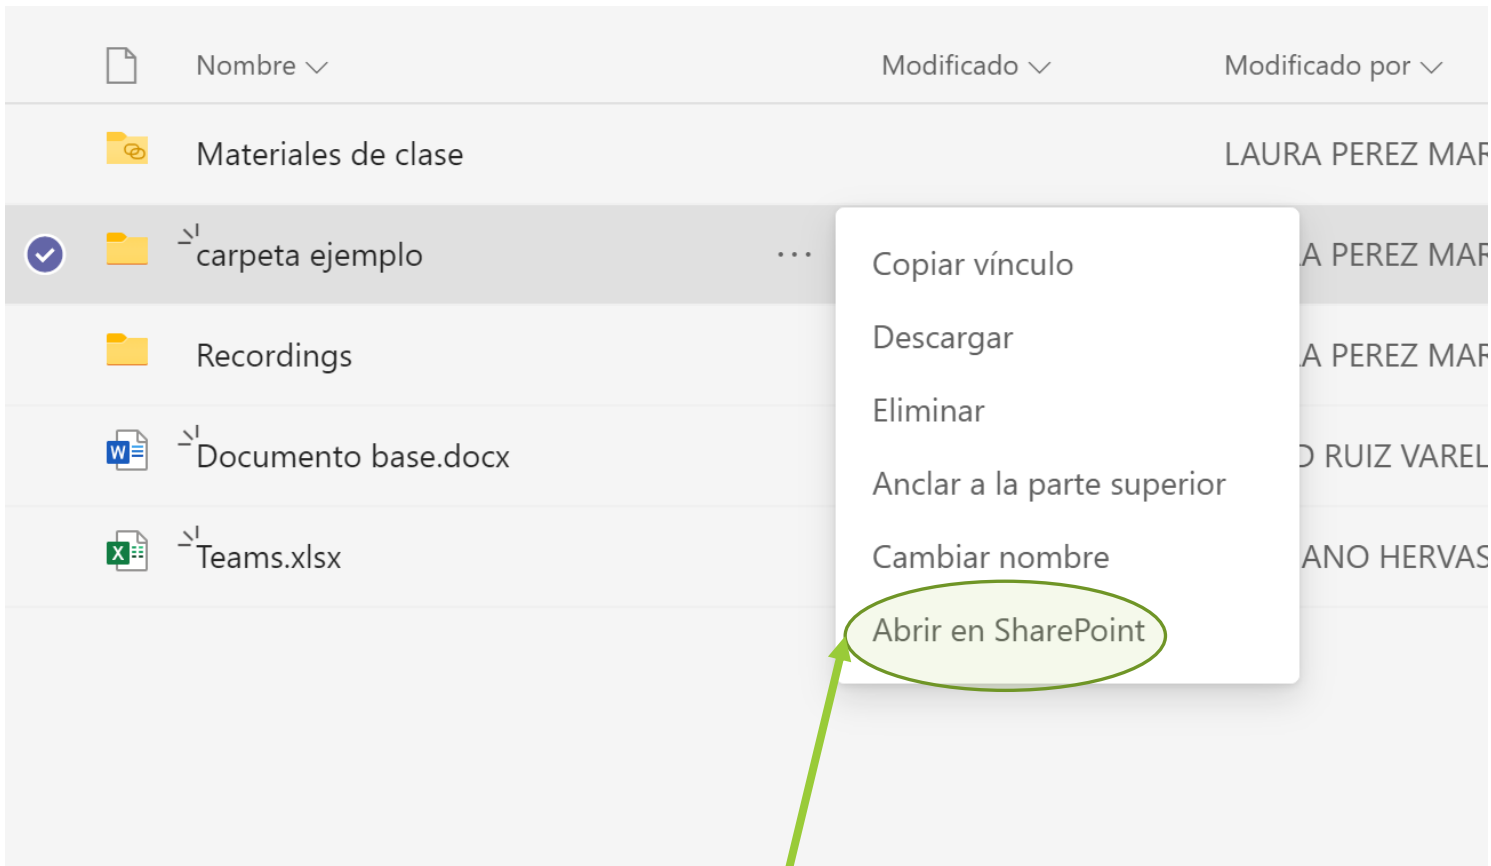 Nombre Modificado Modificado por
Materiales de clase LAURA PEREZ MAR
carpeta ejemplo ... A PEREZ MAR
Copiar vínculo
Descargar
Recordings A PEREZ MAR
Eliminar
Documento base.docx D RUIZ VAREL
Anclar a la parte superior
Teams.xlsx ANO HERVAS
Cambiar nombre
Abrir en SharePoint